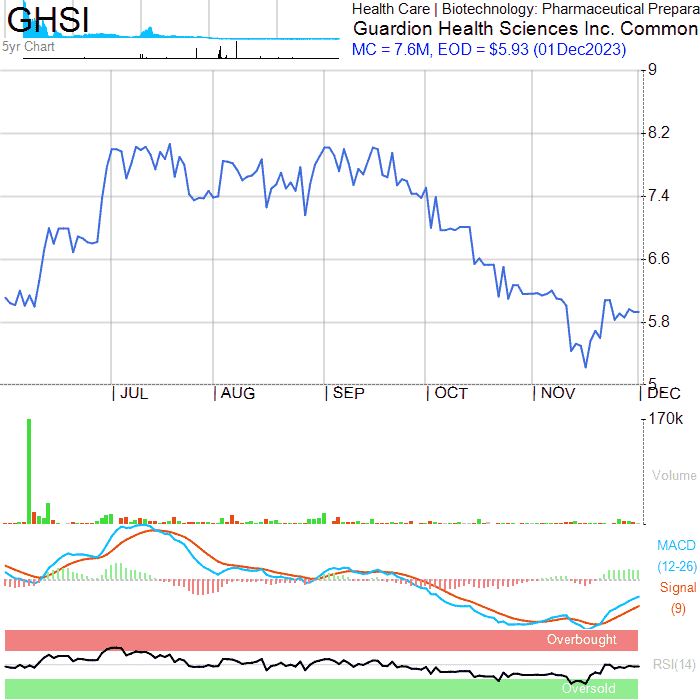 GHSI
Health Care | Biotechnology: Pharmaceutical Prepara
Guardion Health Sciences Inc. Common
MC = 7.6M, EOD = $5.93 (01Dec2023)
5yr Chart
9
8.2
7.4
6.6
5.8
5
| JUL | AUG | SEP | OCT | NOV | DEC
170k
Volume
MACD
(12-26)
Signal
(9)
Overbought
RSI(14)
Oversold